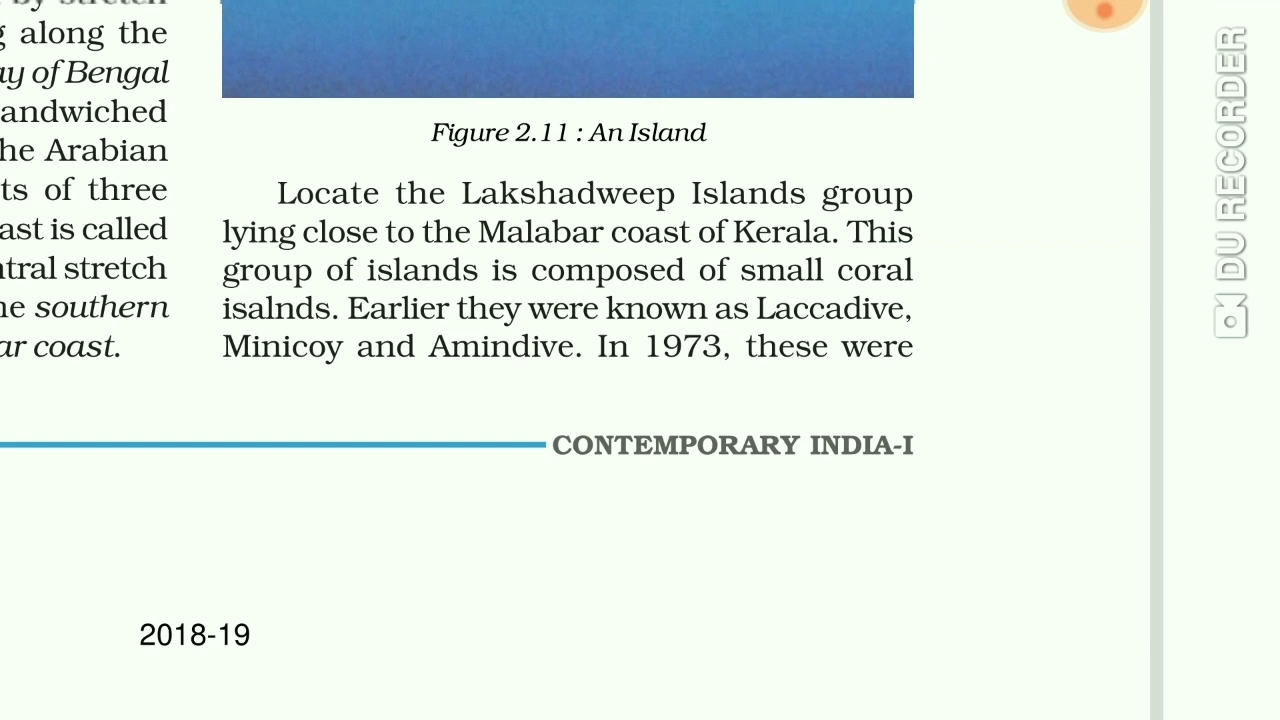 g along the
ay of Bengal
andwiched
he Arabian
ts of three
ast is called
ntral stretch
ne southern
ar coast.
Figure 2.11 : An Island
Locate the Lakshadweep Islands group
lying close to the Malabar coast of Kerala. This
group of islands is composed of small coral
isalnds. Earlier they were known as Laccadive,
Minicoy and Amindive. In 1973, these were
CONTEMPORARY INDIA-I
2018-19
DU RECORDER